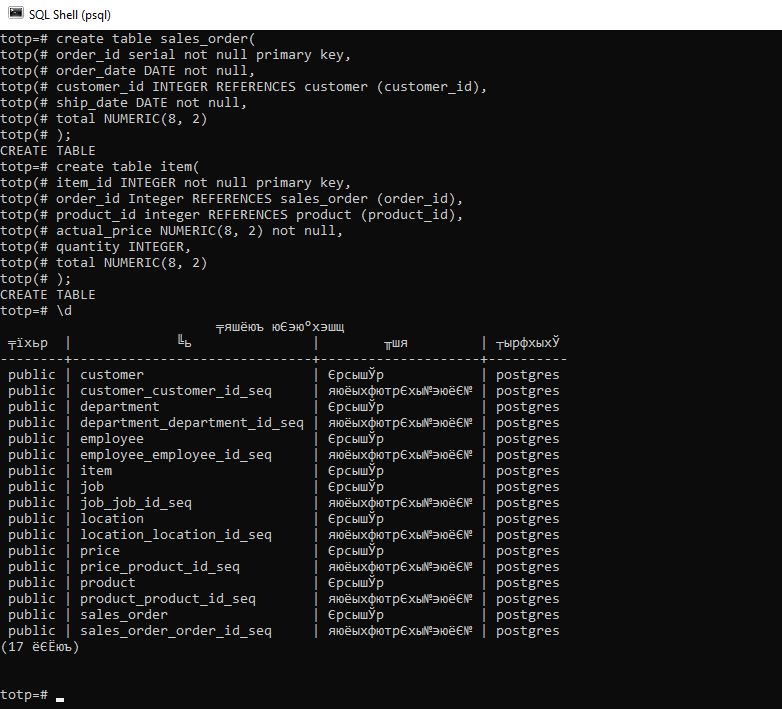 SQL Shell (psql)
totp=# create table sales_order(
totp(# order_id serial not null primary key,
totp(# order_date DATE not null,
totp(# customer_id INTEGER REFERENCES customer (customer_id),
totp(# ship_date DATE not null,
totp(# total NUMERIC(8, 2)
totp(# );
CREATE TABLE
totp=# create table item(
totp(# item_id INTEGER not null primary key,
totp(# order_id Integer REFERENCES sales_order (order_id),
totp(# product_id integer REFERENCES product (product_id),
totp(# actual_price NUMERIC(8, 2) not null,
totp(# quantity INTEGER,
totp(# total NUMERIC(8, 2)
totp(# );
CREATE TABLE
totp=# \d
╤яшёюъ юЄэю°хэшщ
╤їхьр | ╚ь | ╥шя | ┬ырфхыхЎ
--------+------------------------------+--------------------+----------
public | customer | ЄрсышЎр | postgres
public | customer_customer_id_seq | яюёыхфютрЄхы№эюёЄ№ | postgres
public | department | ЄрсышЎр | postgres
public | department_department_id_seq | яюёыхфютрЄхы№эюёЄ№ | postgres
public | employee | ЄрсышЎр | postgres
public | employee_employee_id_seq | яюёыхфютрЄхы№эюёЄ№ | postgres
public | item | ЄрсышЎр | postgres
public | job | ЄрсышЎр | postgres
public | job_job_id_seq | яюёыхфютрЄхы№эюёЄ№ | postgres
public | location | ЄрсышЎр | postgres
public | location_location_id_seq | яюёыхфютрЄхы№эюёЄ№ | postgres
public | price | ЄрсышЎр | postgres
public | price_product_id_seq | яюёыхфютрЄхы№эюёЄ№ | postgres
public | product | ЄрсышЎр | postgres
public | product_product_id_seq | яюёыхфютрЄхы№эюёЄ№ | postgres
public | sales_order | ЄрсышЎр | postgres
public | sales_order_order_id_seq | яюёыхфютрЄхы№эюёЄ№ | postgres
(17 ёЄЁюъ)
totp=#